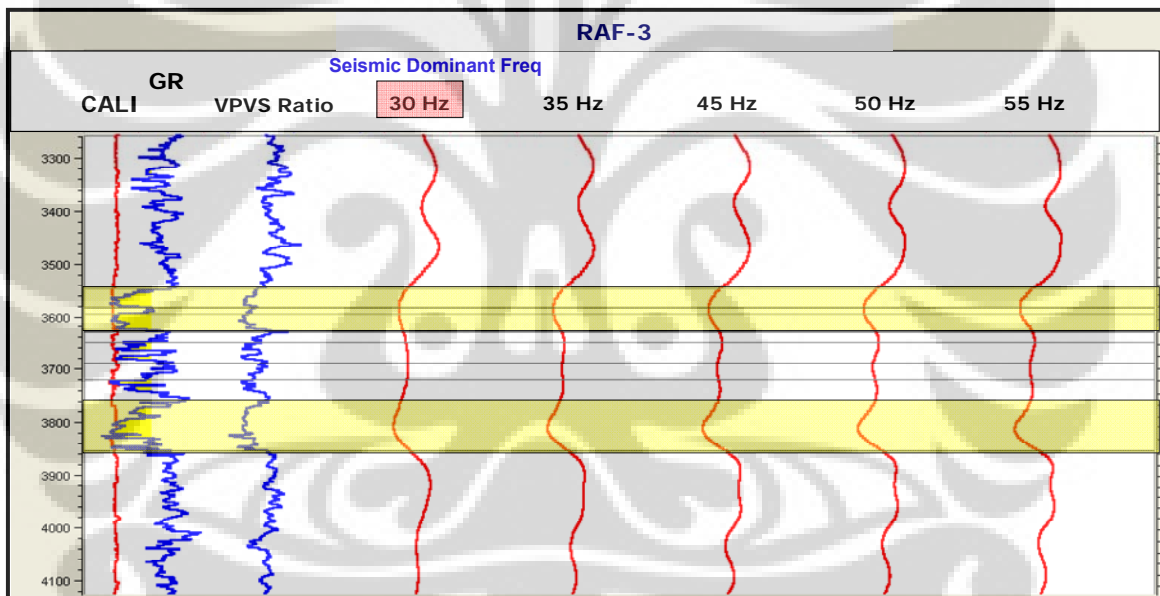 RAF-3
Seismic Dominant Freq
GR
CALI VPVS Ratio 30 Hz 35 Hz 45 Hz 50 Hz 55 Hz
3300
3400
3500
3600
3700
3800
3900
4000
4100